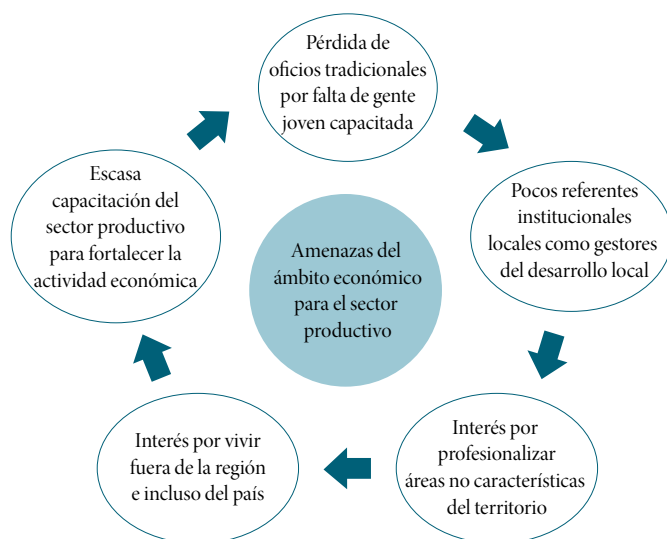 Pérdida de
oficios tradicionales
por falta de gente
joven capacitada
Pocos referentes
institucionales
locales como gestores
del desarrollo local
Interés por
profesionalizar
áreas no características
del territorio
Interés por vivir
fuera de la región
e incluso del país
Escasa
capacitación del
sector productivo
para fortalecer la
actividad económica
Amenazas del
ámbito económico
para el sector
productivo